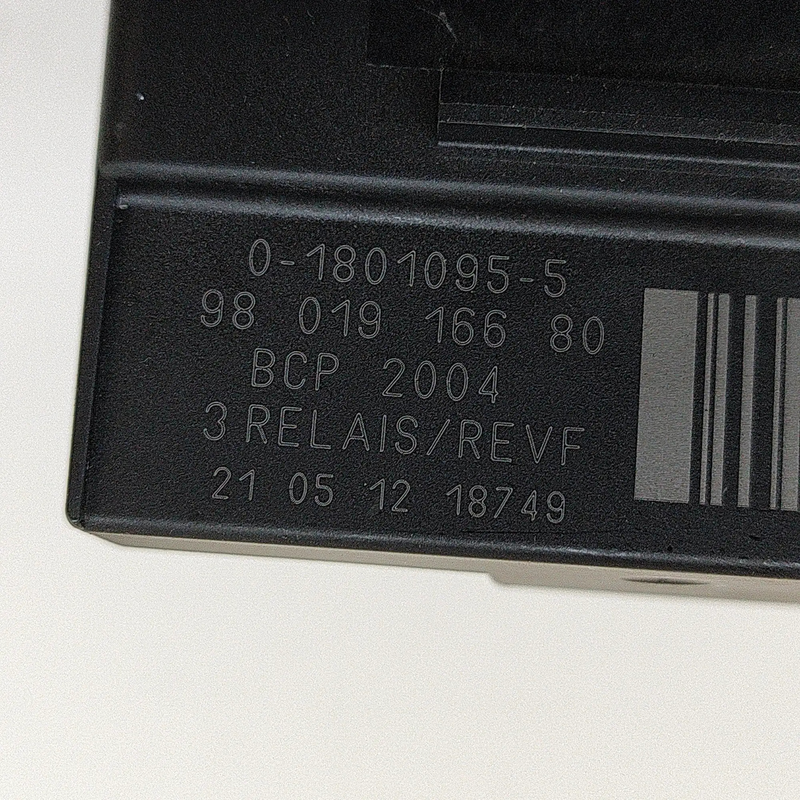 0-1801095-5
98 019 166 80
BCP 2004
3 RELAIS/REVF
21 05 12 18749